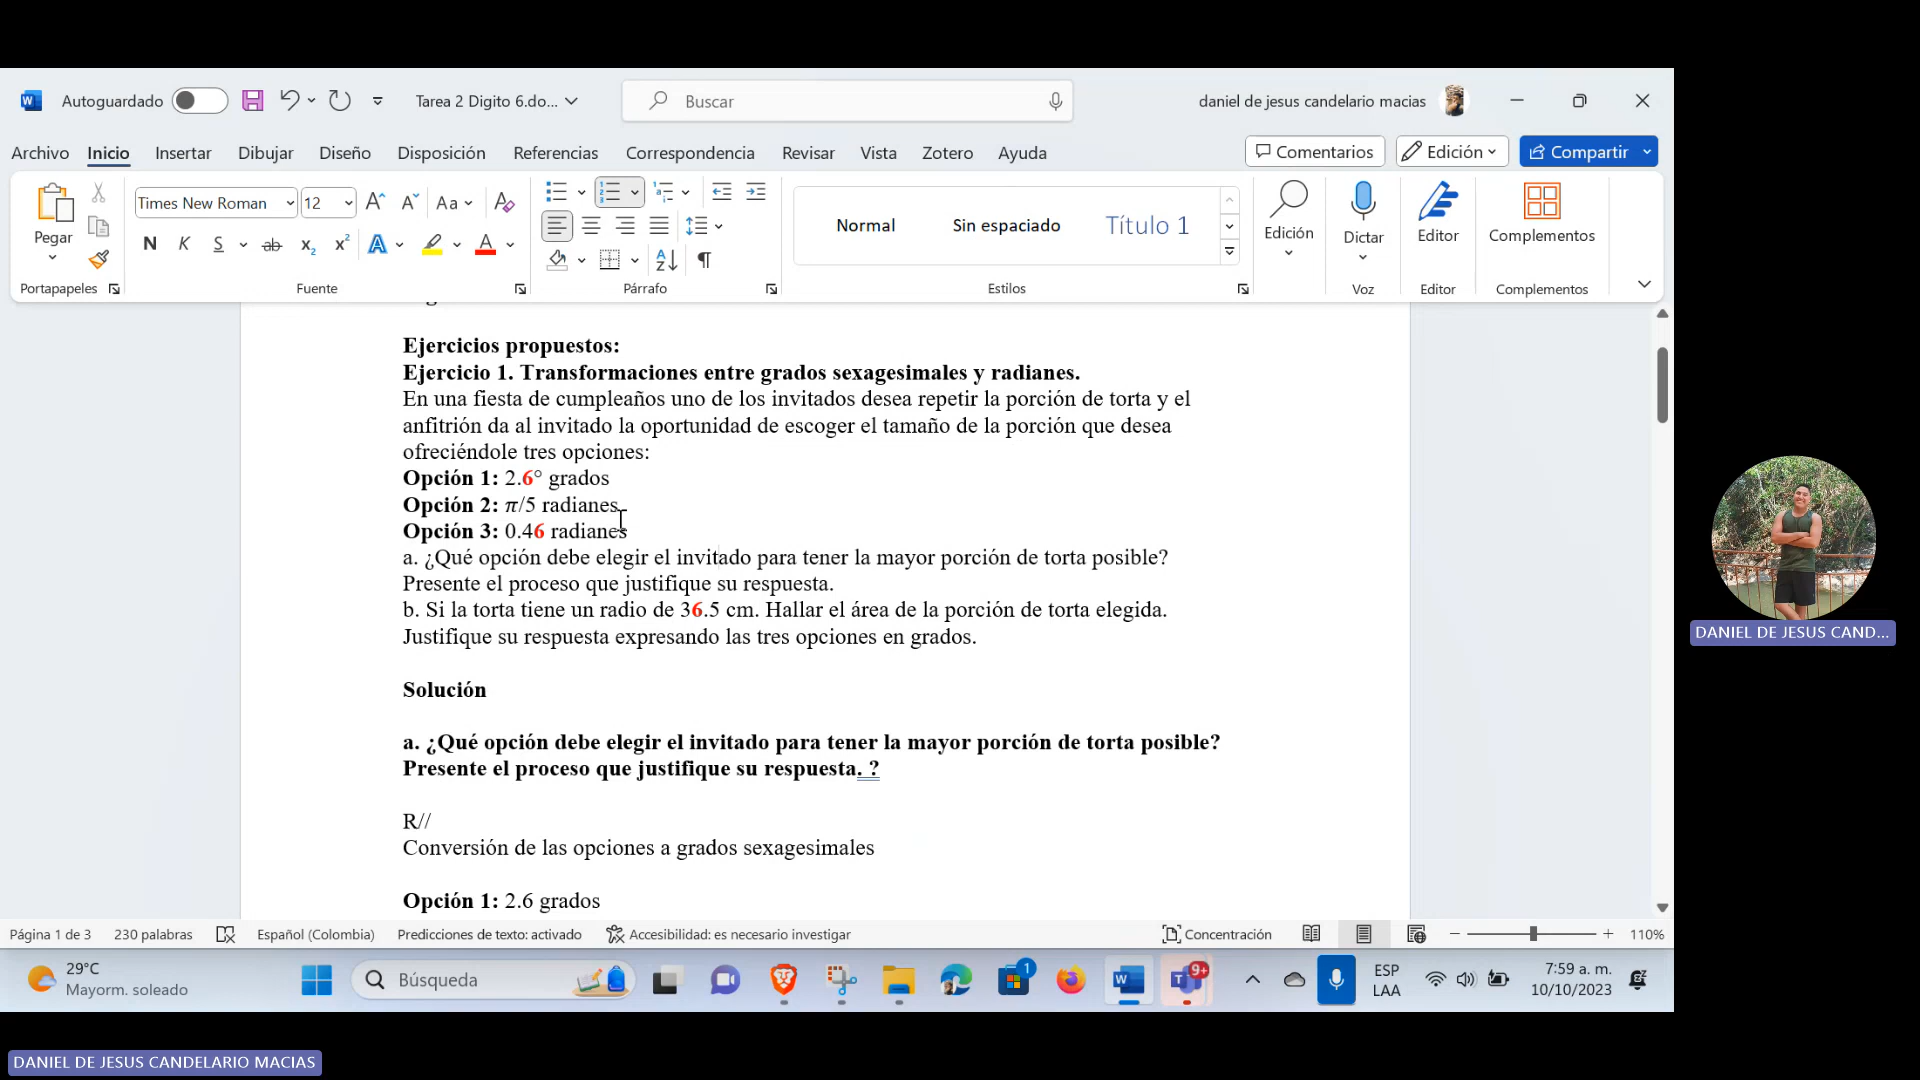 Autoguardado
Tarea 2 Digito 6.do...
Buscar
daniel de jesus candelario macias
Archivo Inicio Insertar Dibujar Diseño Disposición Referencias Correspondencia Revisar Vista Zotero Ayuda
Comentarios Edición Compartir
Pegar
Times New Roman 12
Aa
N K S ab x₂ x² A A
Portapapeles Fuente Párrafo
Normal Sin espaciado Título 1
Estilos
Edición
Dictar
Voz
Editor
Editor
Complementos
Complementos
Ejercicios propuestos:
Ejercicio 1. Transformaciones entre grados sexagesimales y radianes.
En una fiesta de cumpleaños uno de los invitados desea repetir la porción de torta y el
anfitrión da al invitado la oportunidad de escoger el tamaño de la porción que desea
ofreciéndole tres opciones:
Opción 1: 2.6° grados
Opción 2: π/5 radianes
Opción 3: 0.46 radianes
a. ¿Qué opción debe elegir el invitado para tener la mayor porción de torta posible?
Presente el proceso que justifique su respuesta.
b. Si la torta tiene un radio de 36.5 cm. Hallar el área de la porción de torta elegida.
Justifique su respuesta expresando las tres opciones en grados.
Solución
a. ¿Qué opción debe elegir el invitado para tener la mayor porción de torta posible?
Presente el proceso que justifique su respuesta. ?
R//
Conversión de las opciones a grados sexagesimales
Opción 1: 2.6 grados
Página 1 de 3 230 palabras Español (Colombia) Predicciones de texto: activado Accesibilidad: es necesario investigar Concentración 110%
29°C
Mayorm. soleado
Búsqueda
1
9+
ESP
LAA
7:59 a. m.
10/10/2023
DANIEL DE JESUS CAND...
DANIEL DE JESUS CANDELARIO MACIAS